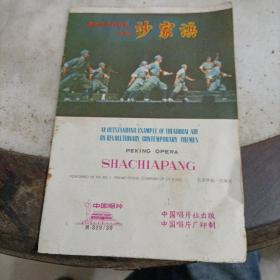 沙家浜
AN OUTSTANDING EXAMPLE OF THEATRICAL ART
ON REVOLUTIONARY CONTEMPORARY THEMES
PEKING OPERA
SHACHIAPANG
中国唱片
M-829/30
中国唱片社出版
中国唱片厂印制